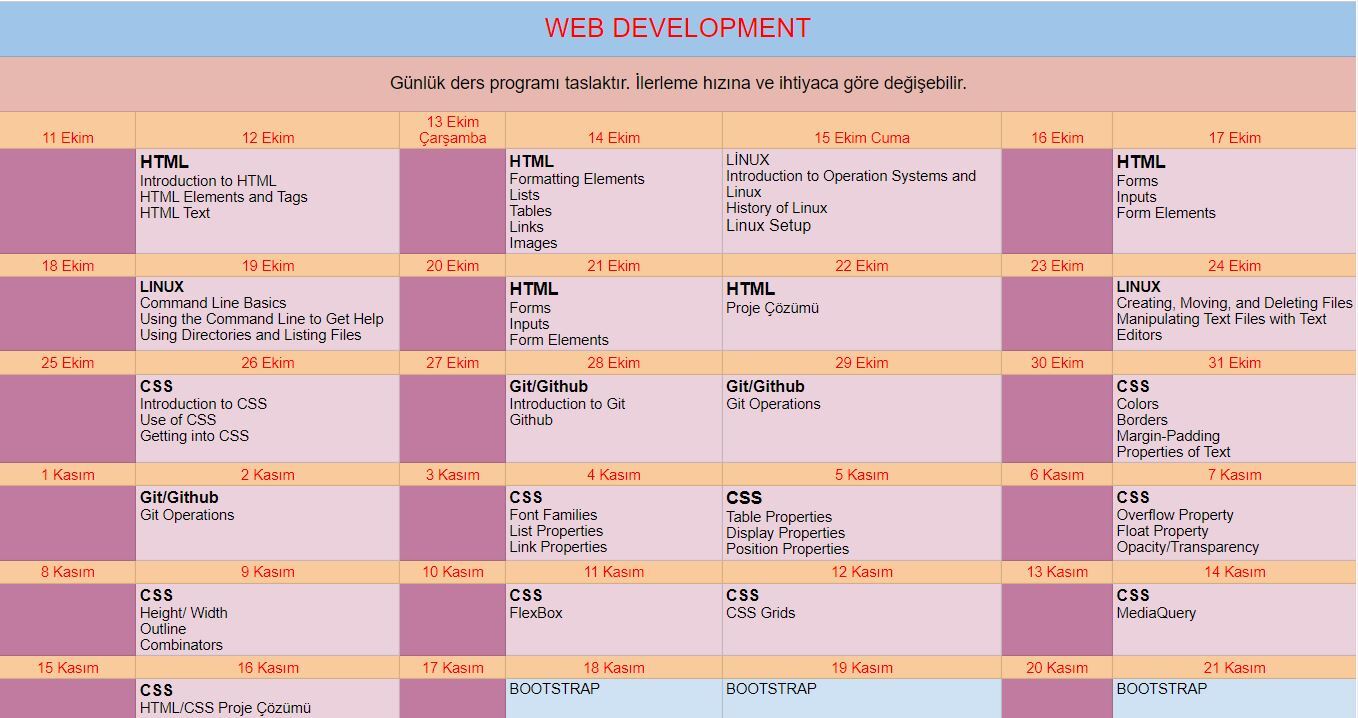 WEB DEVELOPMENT
Günlük ders programı taslaktır. İlerleme hızına ve ihtiyaca göre değişebilir.
11 Ekim
12 Ekim
13 Ekim
Çarşamba
14 Ekim
15 Ekim Cuma
16 Ekim
17 Ekim
HTML
Introduction to HTML
HTML Elements and Tags
HTML Text
HTML
Formatting Elements
Lists
Tables
Links
Images
LİNUX
Introduction to Operation Systems and
Linux
History of Linux
Linux Setup
HTML
Forms
Inputs
Form Elements
18 Ekim
19 Ekim
20 Ekim
21 Ekim
22 Ekim
23 Ekim
24 Ekim
LINUX
Command Line Basics
Using the Command Line to Get Help
Using Directories and Listing Files
HTML
Forms
Inputs
Form Elements
HTML
Proje Çözümü
LINUX
Creating, Moving, and Deleting Files
Manipulating Text Files with Text
Editors
25 Ekim
26 Ekim
27 Ekim
28 Ekim
29 Ekim
30 Ekim
31 Ekim
CSS
Introduction to CSS
Use of CSS
Getting into CSS
Git/Github
Introduction to Git
Github
Git/Github
Git Operations
CSS
Colors
Borders
Margin-Padding
Properties of Text
1 Kasım
2 Kasım
3 Kasım
4 Kasım
5 Kasım
6 Kasım
7 Kasım
Git/Github
Git Operations
CSS
Font Families
List Properties
Link Properties
CSS
Table Properties
Display Properties
Position Properties
CSS
Overflow Property
Float Property
Opacity/Transparency
8 Kasım
9 Kasım
10 Kasım
11 Kasım
12 Kasım
13 Kasım
14 Kasım
CSS
Height/ Width
Outline
Combinators
CSS
FlexBox
CSS
CSS Grids
CSS
MediaQuery
15 Kasım
16 Kasım
17 Kasım
18 Kasım
19 Kasım
20 Kasım
21 Kasım
CSS
HTML/CSS Proje Çözümü
BOOTSTRAP
BOOTSTRAP
BOOTSTRAP